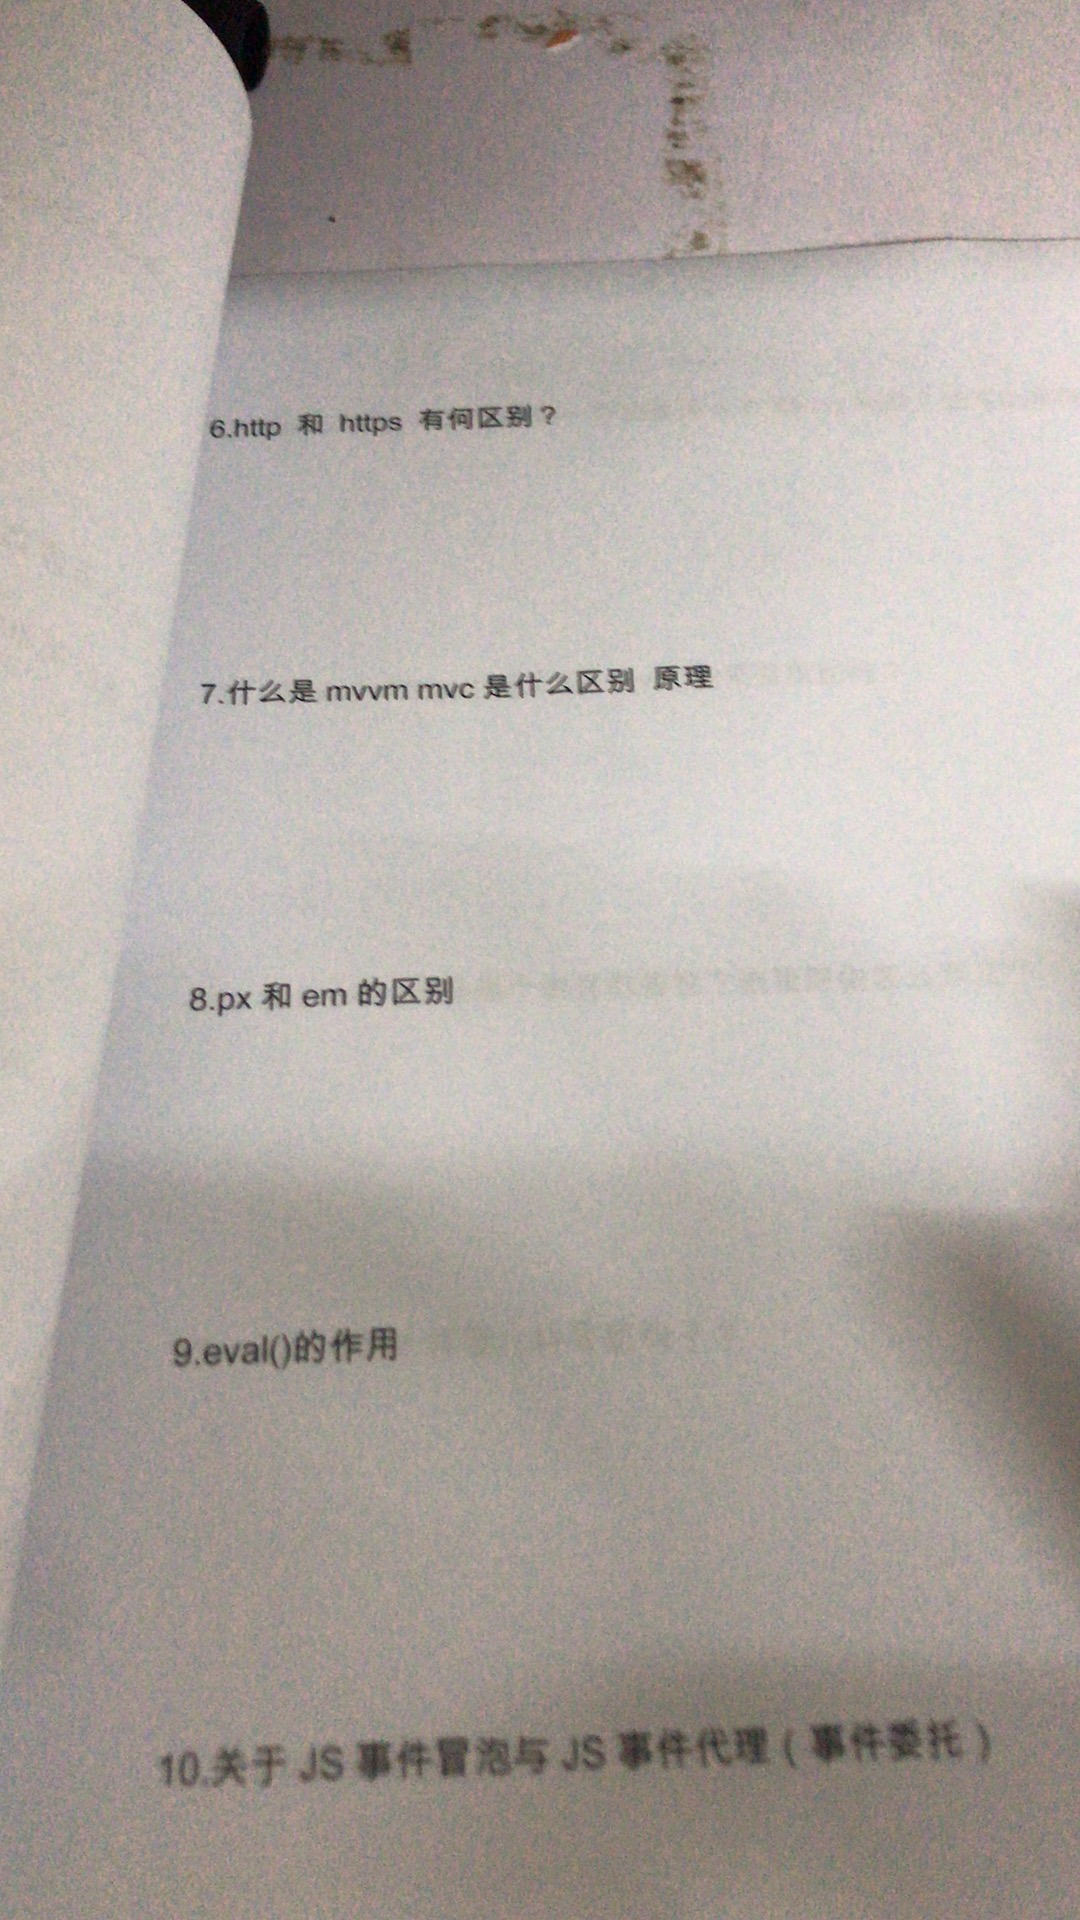 6.http 和 https 有何区别？
7.什么是 mvvm mvc 是什么区别 原理
8.px 和 em 的区别
9.eval()的作用
10.关于 JS 事件冒泡与 JS 事件代理（事件委托）